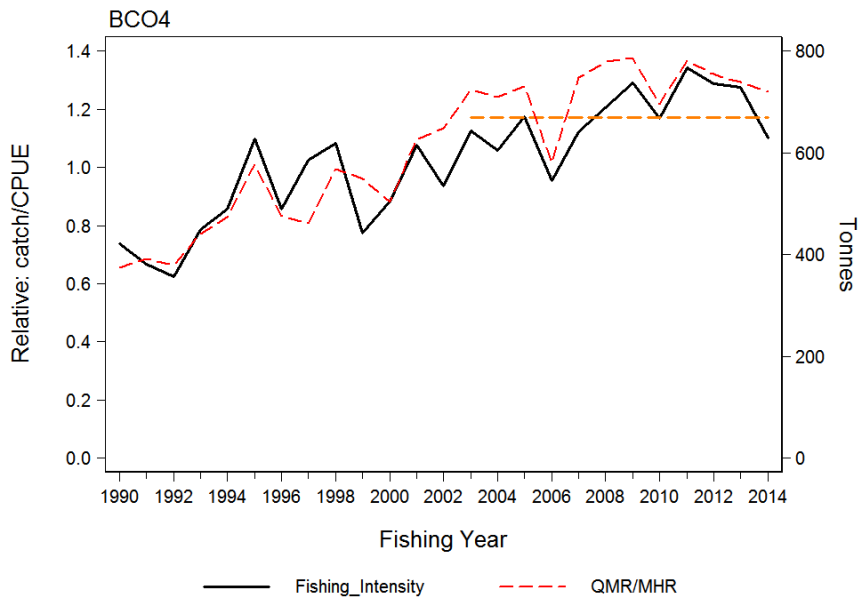 BCO4
Relative: catch/CPUE
1.4
1.2
1.0
0.8
0.6
0.4
0.2
0.0
800
600
400
200
0
Tonnes
1990 1992 1994 1996 1998 2000 2002 2004 2006 2008 2010 2012 2014
Fishing Year
Fishing_Intensity QMR/MHR